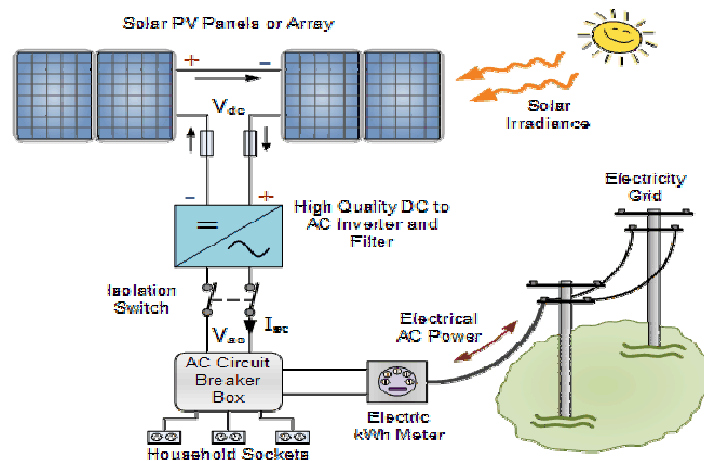 Solar PV Panels or Array
+
–
Solar
Irradiance
Vdc
–
+
High Quality DC to
AC Inverter and
Filter
Electricity
Grid
Isolation
Switch
Vac
Iac
Electrical
AC Power
AC Circuit
Breaker
Box
Electric
kWh Meter
Household Sockets